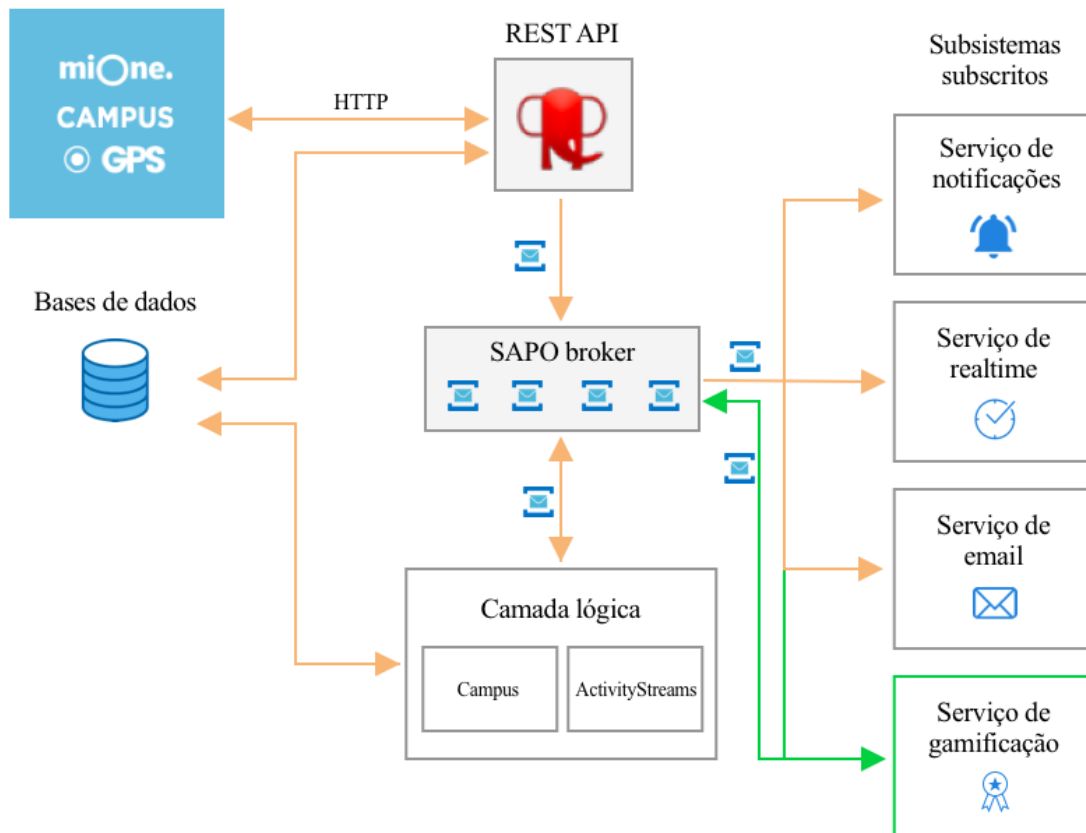 miOne.
CAMPUS
GPS
HTTP
REST API
Bases de dados
SAPO broker
Camada lógica
Campus
ActivityStreams
Subsistemas
subscritos
Serviço de
notificações
Serviço de
realtime
Serviço de
email
Serviço de
gamificação